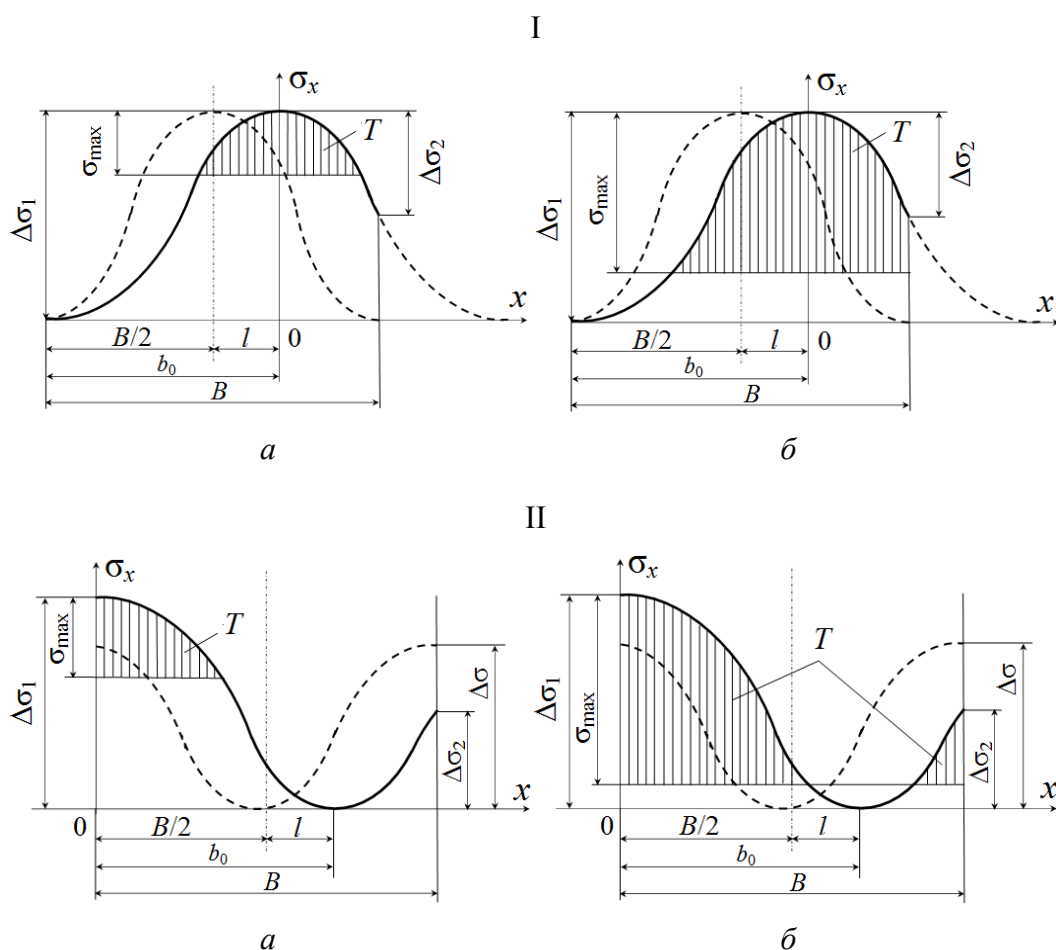 I
σₓ
T
σmax
Δσ₁
Δσ₂
x
B/2
l
0
b₀
B
а
σₓ
T
σmax
Δσ₁
Δσ₂
x
B/2
l
0
b₀
B
б
II
σₓ
T
σmax
Δσ₁
Δσ
Δσ₂
x
0
B/2
l
b₀
B
а
σₓ
T
σmax
Δσ₁
Δσ
Δσ₂
x
0
B/2
l
b₀
B
б